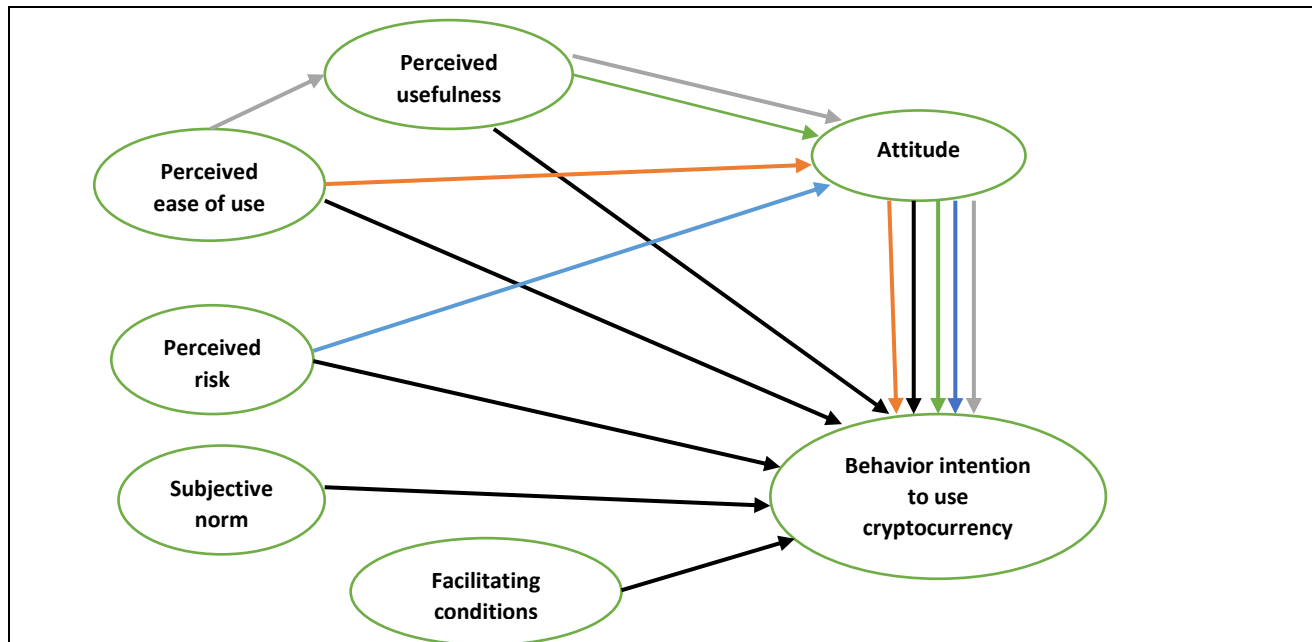 Perceived
usefulness
Attitude
Perceived
ease of use
Perceived
risk
Subjective
norm
Behavior intention
to use
cryptocurrency
Facilitating
conditions